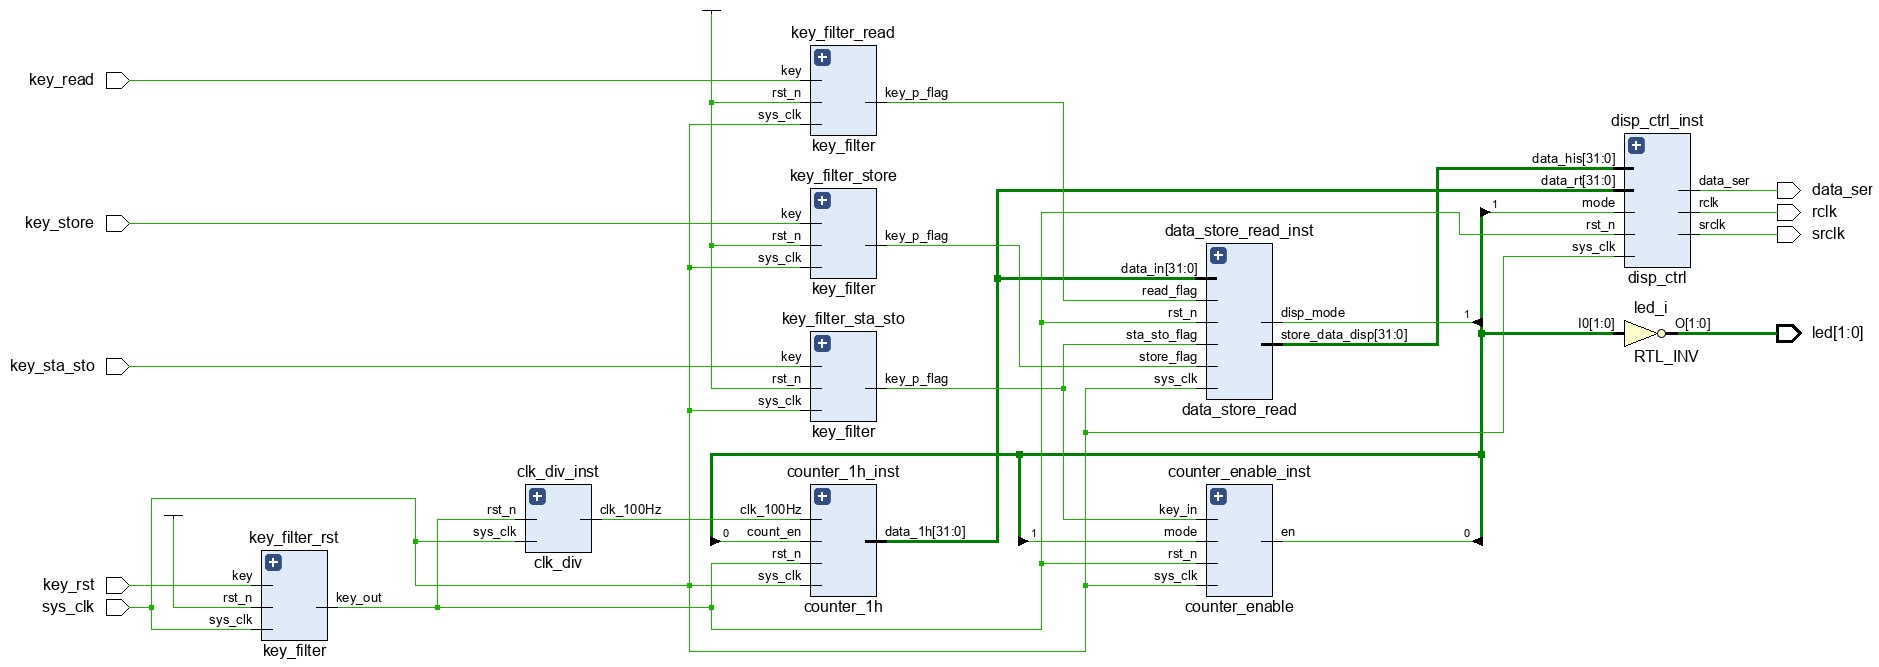 key_filter_read
key_read
key
rst_n
sys_clk
key_p_flag
key_filter
key_filter_store
key_store
key
rst_n
sys_clk
key_p_flag
key_filter
key_filter_sta_sto
key_sta_sto
key
rst_n
sys_clk
key_p_flag
key_filter
disp_ctrl_inst
data_his[31:0]
data_rt[31:0]
1
mode
rst_n
sys_clk
data_ser
rclk
srclk
data_ser
rclk
srclk
disp_ctrl
data_store_read_inst
data_in[31:0]
read_flag
rst_n
sta_sto_flag
store_flag
sys_clk
disp_mode
1
store_data_disp[31:0]
data_store_read
led_i
I0[1:0]
O[1:0]
led[1:0]
RTL_INV
clk_div_inst
rst_n
sys_clk
clk_100Hz
clk_div
counter_1h_inst
clk_100Hz
0
count_en
rst_n
sys_clk
data_1h[31:0]
counter_1h
counter_enable_inst
key_in
1
mode
rst_n
sys_clk
en
0
counter_enable
key_filter_rst
key_rst
sys_clk
key
rst_n
sys_clk
key_out
key_filter